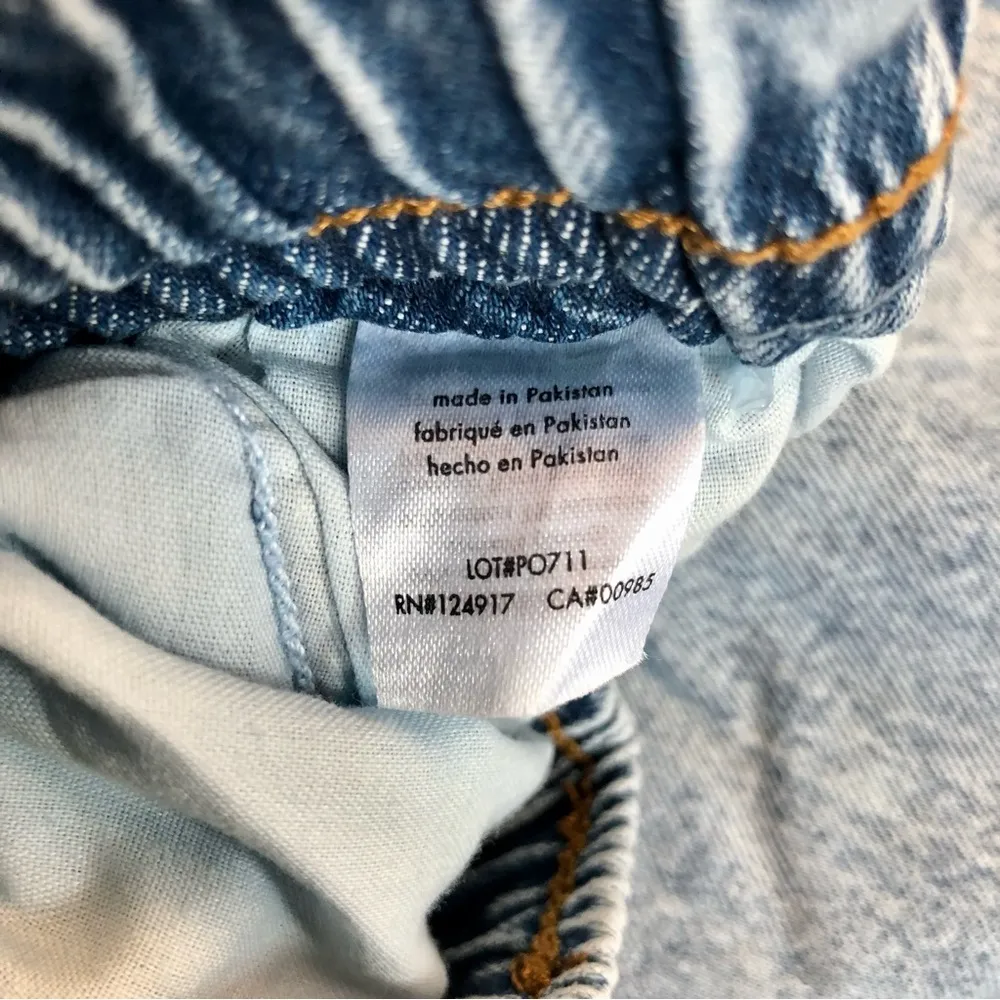 made in Pakistan
fabriqué en Pakistan
hecho en Pakistan
LOT#PO711
RN#124917 CA#00985